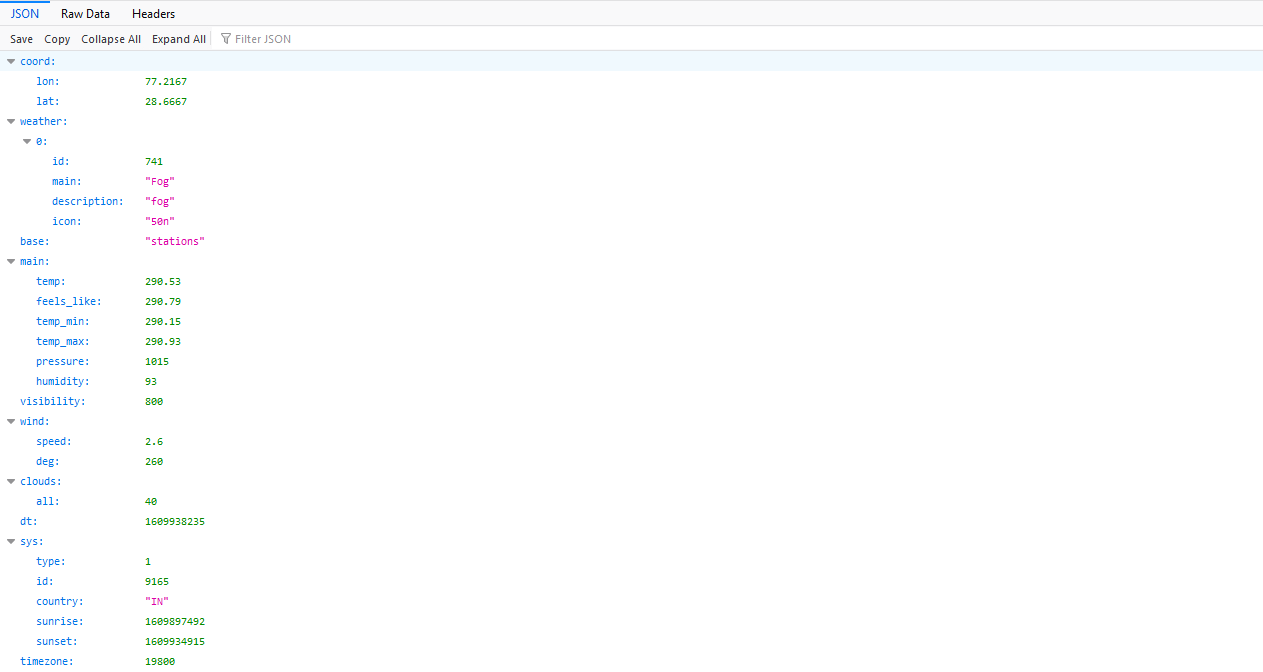 JSON Raw Data Headers
Save Copy Collapse All Expand All Filter JSON
coord:
lon: 77.2167
lat: 28.6667
weather:
0:
id: 741
main: "Fog"
description: "fog"
icon: "50n"
base: "stations"
main:
temp: 290.53
feels_like: 290.79
temp_min: 290.15
temp_max: 290.93
pressure: 1015
humidity: 93
visibility: 800
wind:
speed: 2.6
deg: 260
clouds:
all: 40
dt: 1609938235
sys:
type: 1
id: 9165
country: "IN"
sunrise: 1609897492
sunset: 1609934915
timezone: 19800